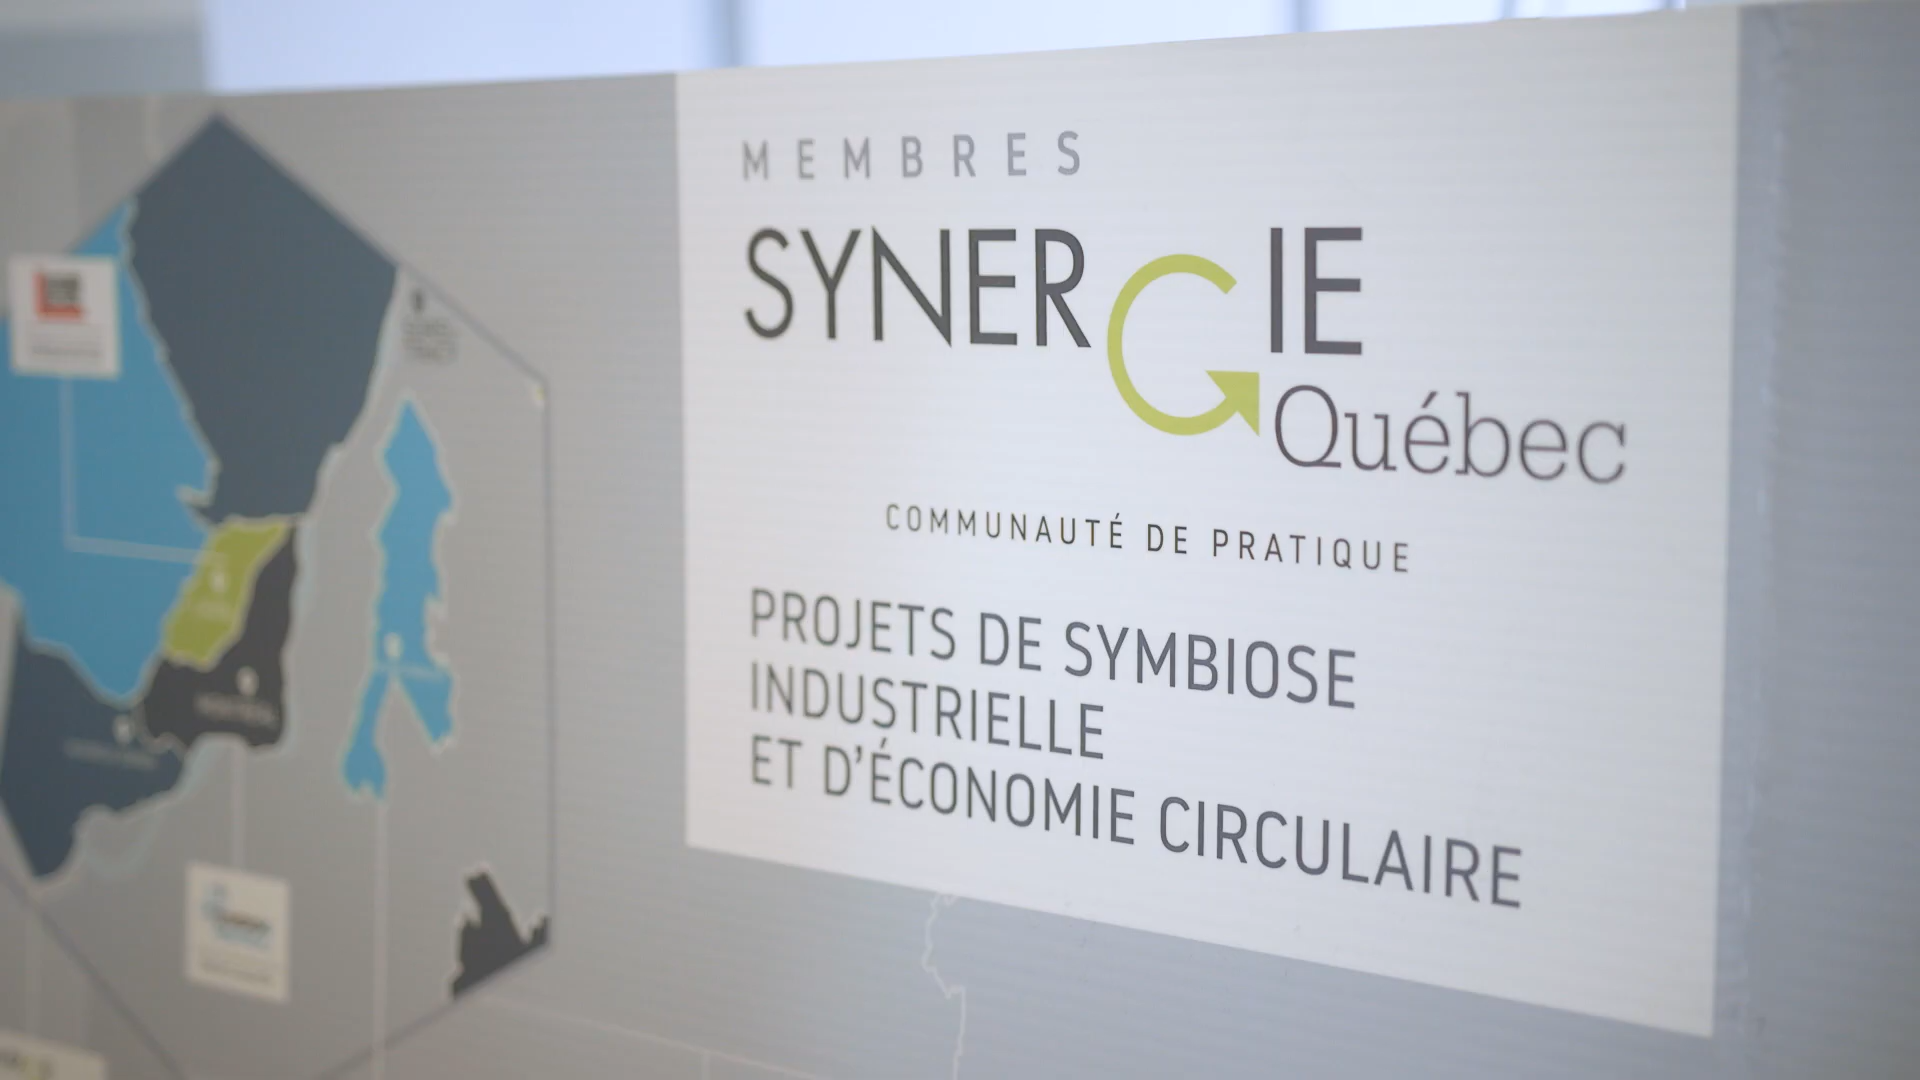 MEMBRES
SYNERGIE
Québec
COMMUNAUTÉ DE PRATIQUE
PROJETS DE SYMBIOSE
INDUSTRIELLE
ET D'ÉCONOMIE CIRCULAIRE